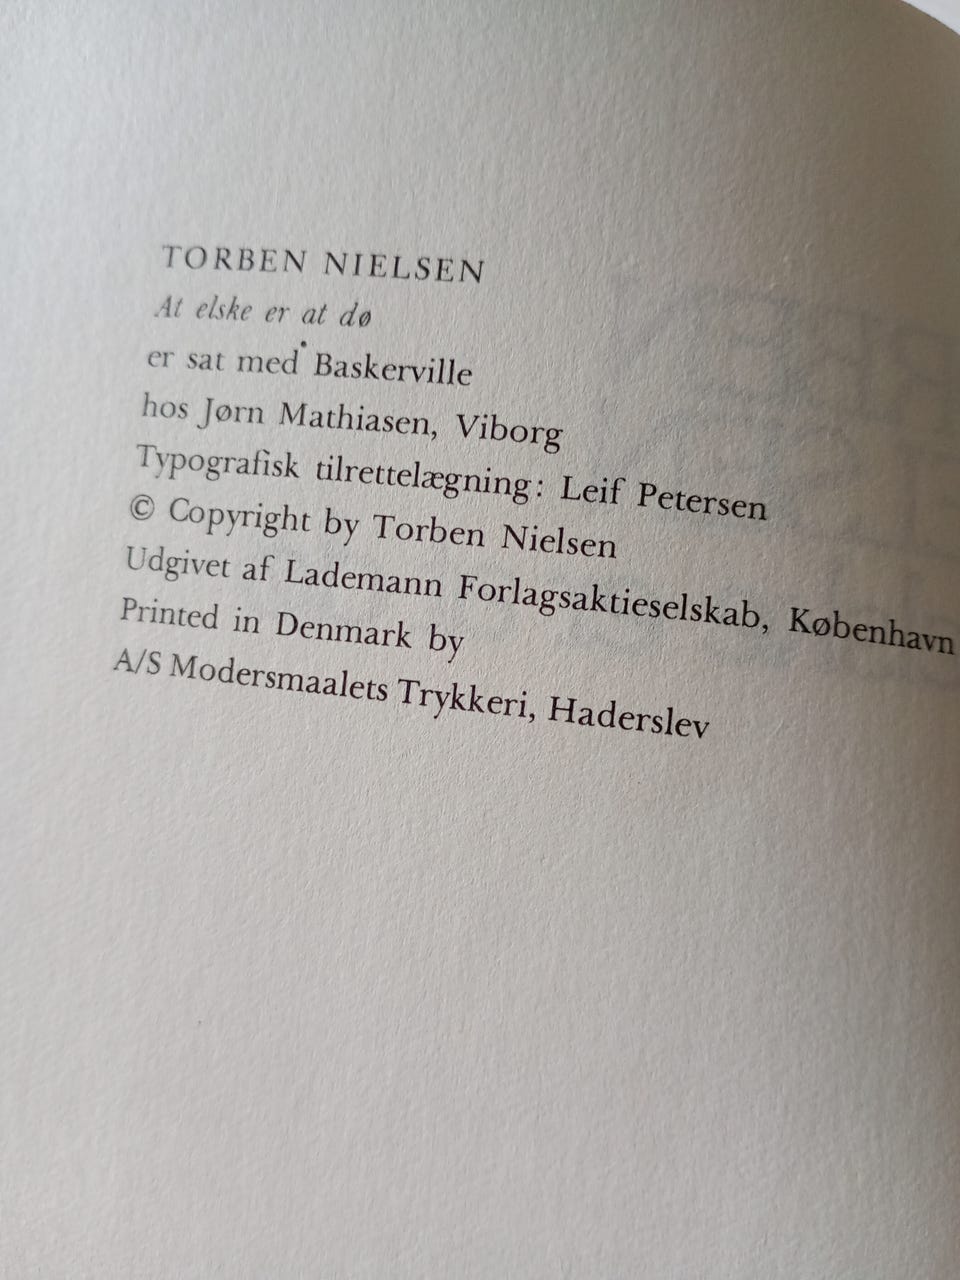 TORBEN NIELSEN
At elske er at dø
er sat med Baskerville
hos Jørn Mathiasen, Viborg
Typografisk tilrettelægning: Leif Petersen
© Copyright by Torben Nielsen
Udgivet af Lademann Forlagsaktieselskab, København
Printed in Denmark by
A/S Modersmaalets Trykkeri, Haderslev